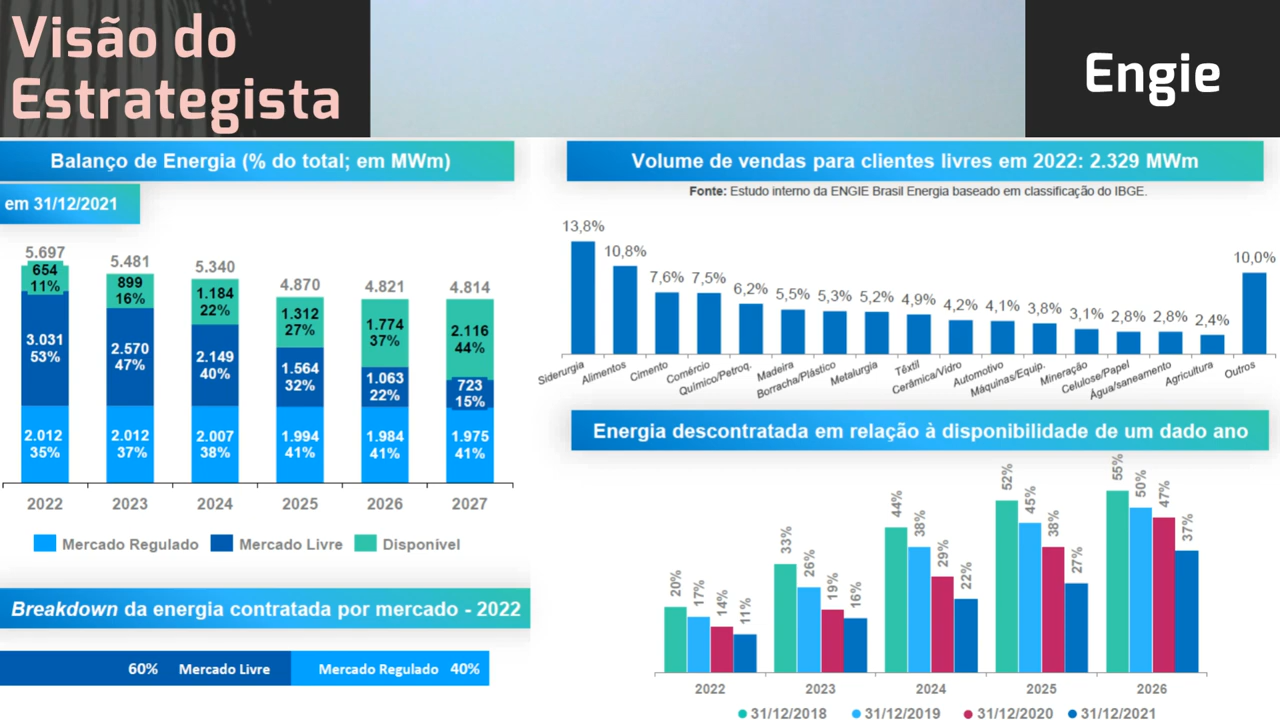 Visão do
Estrategista
Engie
Balanço de Energia (% do total; em MWm)
em 31/12/2021
5.697
5.481
5.340
4.870
4.821
4.814
654
11%
899
16%
1.184
22%
1.312
27%
1.774
37%
2.116
44%
3.031
53%
2.570
47%
2.149
40%
1.564
32%
1.063
22%
723
15%
2.012
35%
2.012
37%
2.007
38%
1.994
41%
1.984
41%
1.975
41%
2022 2023 2024 2025 2026 2027
Mercado Regulado Mercado Livre Disponível
Breakdown da energia contratada por mercado - 2022
60% Mercado Livre Mercado Regulado 40%
Volume de vendas para clientes livres em 2022: 2.329 MWm
Fonte: Estudo interno da ENGIE Brasil Energia baseado em classificação do IBGE.
13,8% 10,8% 7,6% 7,5% 6,2% 5,5% 5,3% 5,2% 4,9% 4,2% 4,1% 3,8% 3,1% 2,8% 2,8% 2,4% 10,0%
Siderurgia
Alimentos
Cimento
Comércio
Químico/Petroq.
Madeira
Borracha/Plástico
Metalurgia
Têxtil
Cerâmica/Vidro
Automotivo
Máquinas/Equip.
Mineração
Celulose/Papel
Água/saneamento
Agricultura
Outros
Energia descontratada em relação à disponibilidade de um dado ano
20% 17% 14% 11%
33% 26% 19% 16%
44% 38% 29% 22%
52% 45% 38% 27%
55% 50% 47% 37%
2022 2023 2024 2025 2026
31/12/2018 31/12/2019 31/12/2020 31/12/2021